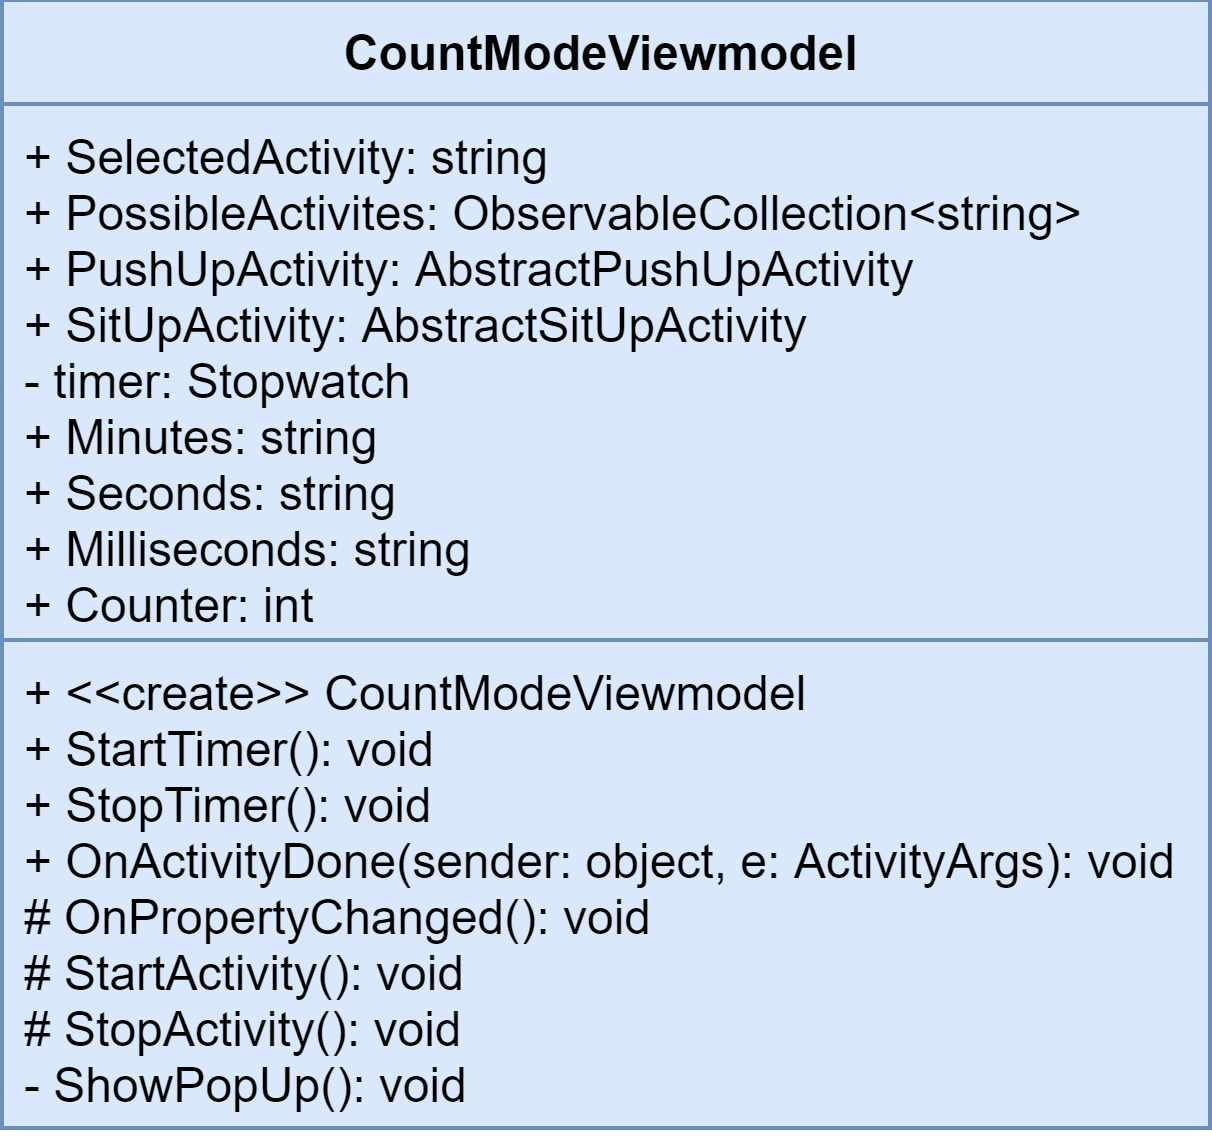 CountModeViewmodel
+ SelectedActivity: string
+ PossibleActivites: ObservableCollection<string>
+ PushUpActivity: AbstractPushUpActivity
+ SitUpActivity: AbstractSitUpActivity
- timer: Stopwatch
+ Minutes: string
+ Seconds: string
+ Milliseconds: string
+ Counter: int
+ <<create>> CountModeViewmodel
+ StartTimer(): void
+ StopTimer(): void
+ OnActivityDone(sender: object, e: ActivityArgs): void
# OnPropertyChanged(): void
# StartActivity(): void
# StopActivity(): void
- ShowPopUp(): void